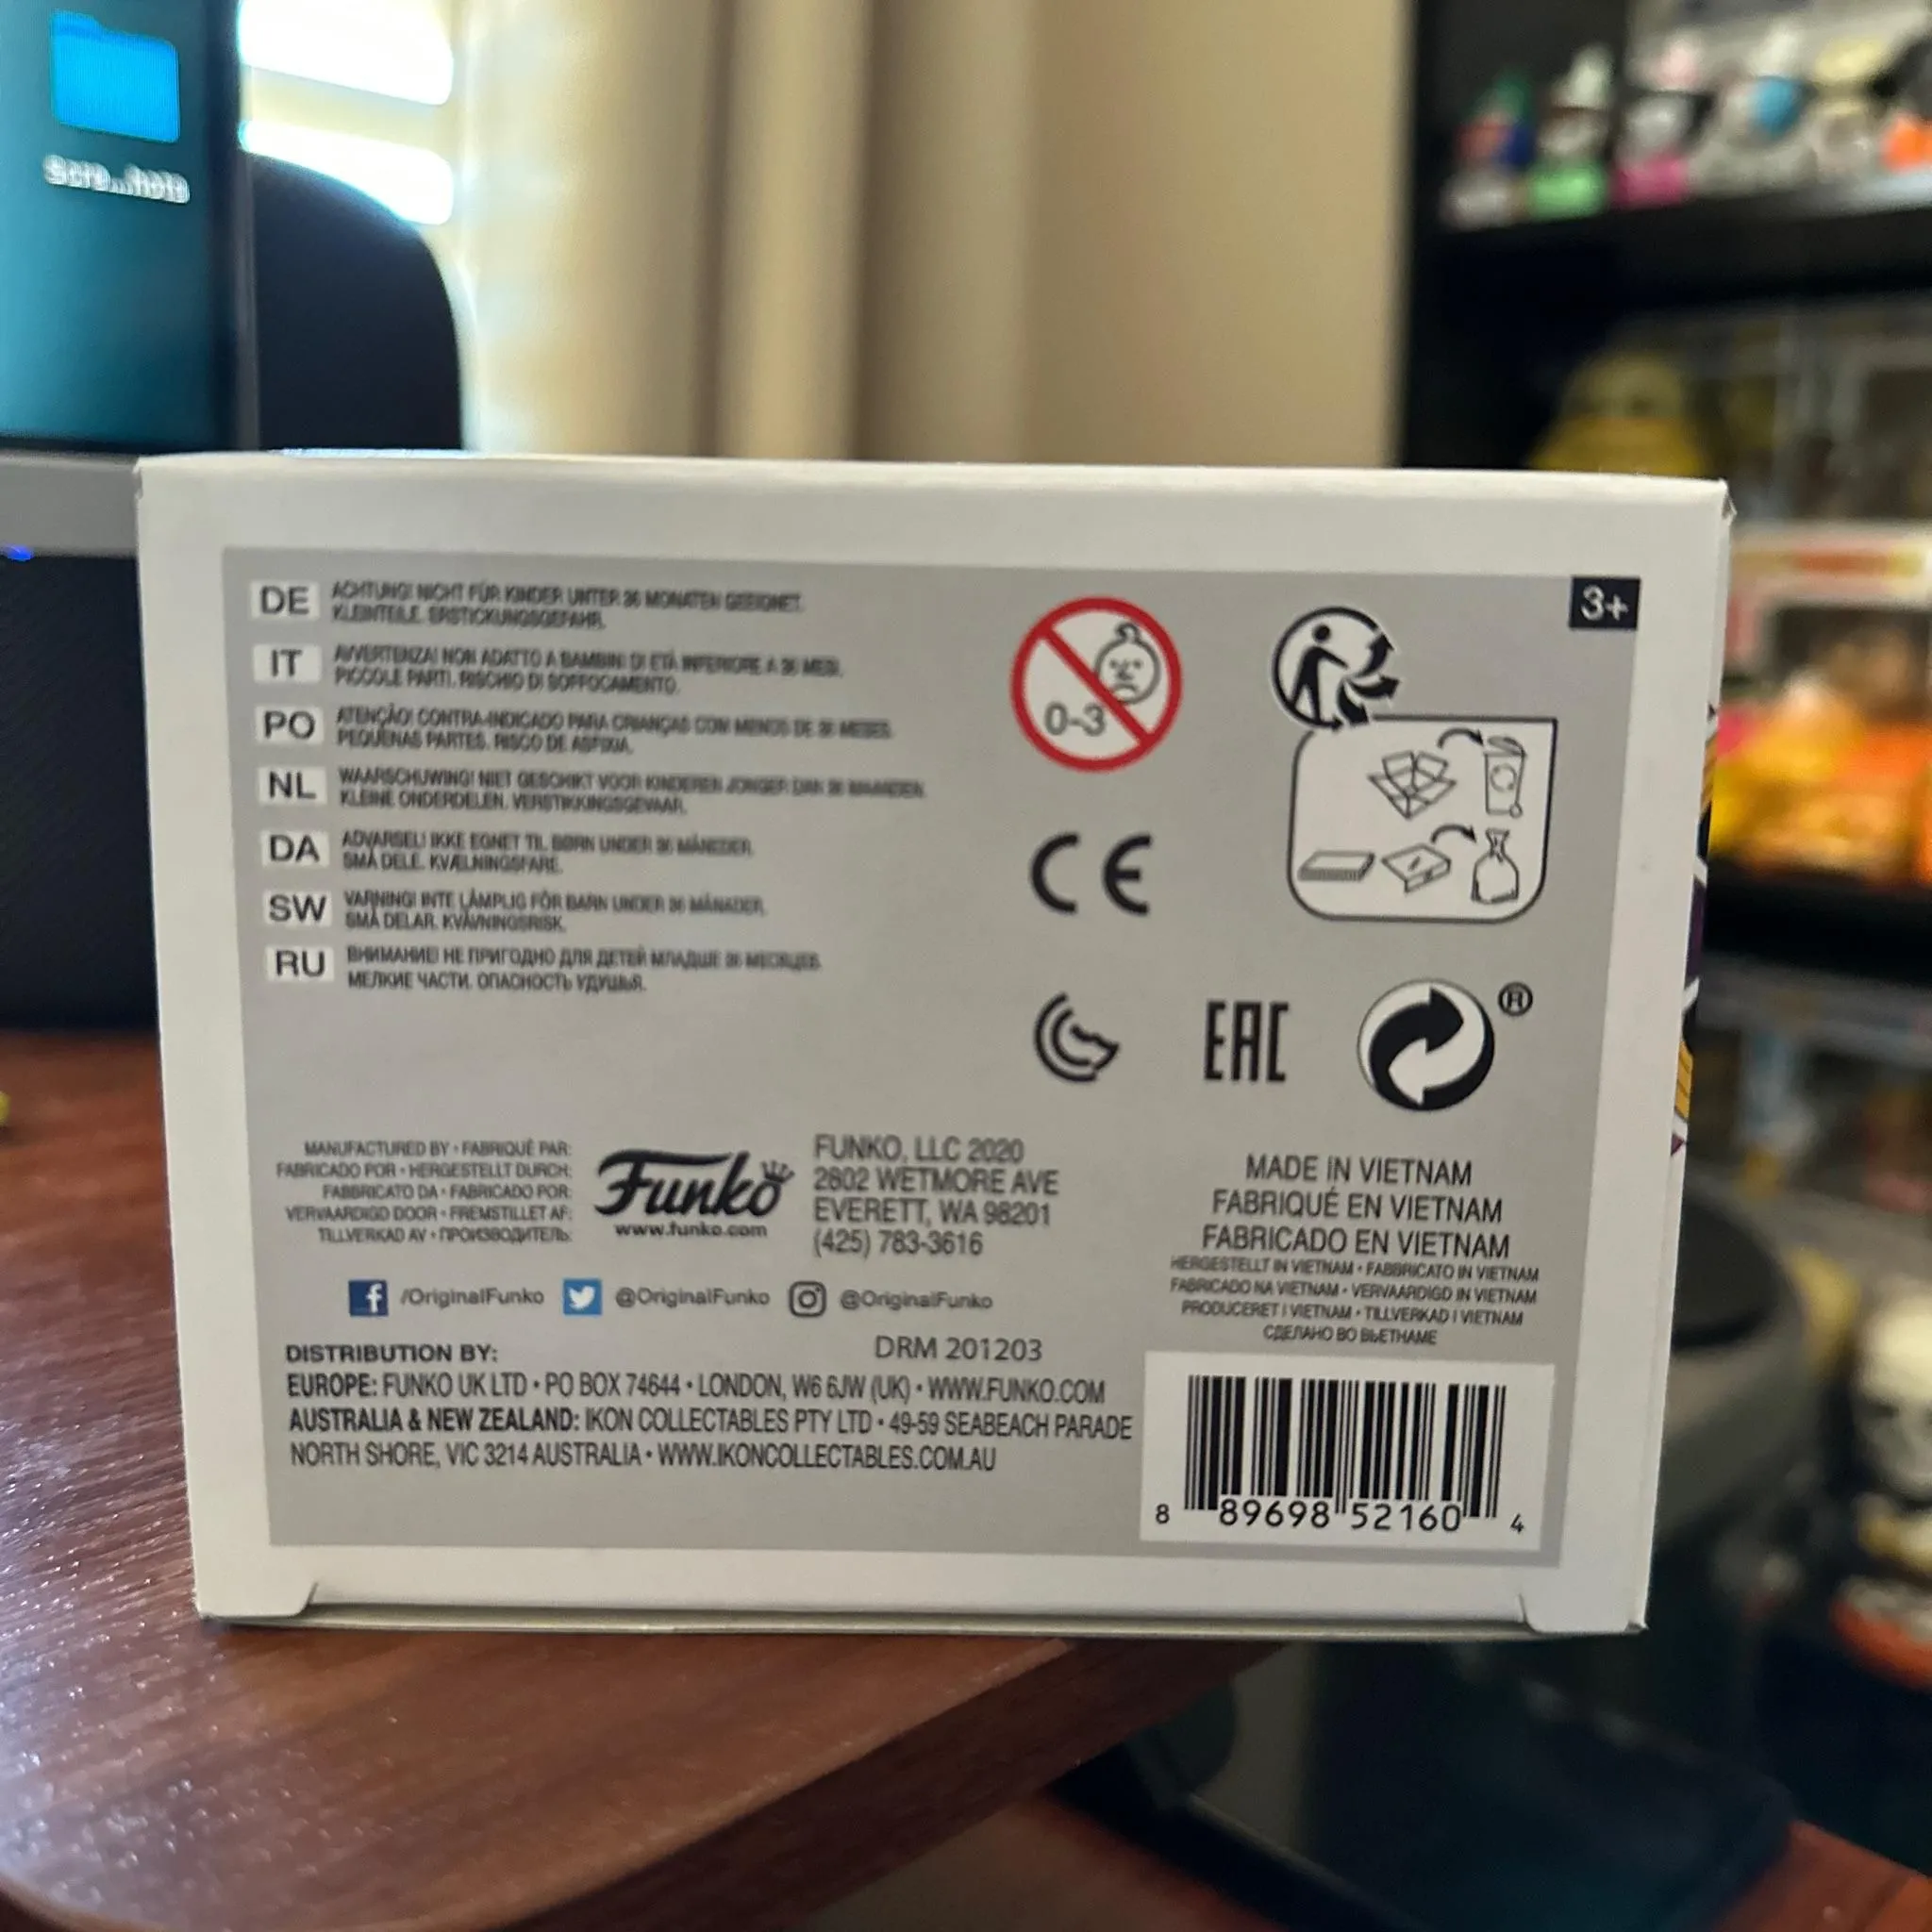 DE
ACHTUNG! NICHT FÜR KINDER UNTER 36 MONATEN GEEIGNET.
KLEINTEILE. ERSTICKUNGSGEFAHR.
IT
AVVERTENZA! NON ADATTO A BAMBINI DI ETÀ INFERIORE A 36 MESI.
PICCOLE PARTI. RISCHIO DI SOFFOCAMENTO.
PO
ATENÇÃO! CONTRA-INDICADO PARA CRIANÇAS COM MENOS DE 36 MESES.
PEQUENAS PARTES. RISCO DE ASFIXIA.
NL
WAARSCHUWING! NIET GESCHIKT VOOR KINDEREN JONGER DAN 36 MAANDEN.
KLEINE ONDERDELEN. VERSTIKKINGSGEVAAR.
DA
ADVARSEL! IKKE EGNET TIL BØRN UNDER 36 MÅNEDER.
SMÅ DELE. KVÆLNINGSFARE.
SW
VARNING! INTE LÄMPLIG FÖR BARN UNDER 36 MÅNADER.
SMÅ DELAR. KVÄVNINGSRISK.
RU
ВНИМАНИЕ! НЕ ПРИГОДНО ДЛЯ ДЕТЕЙ МЛАДШЕ 36 МЕСЯЦЕВ.
МЕЛКИЕ ЧАСТИ. ОПАСНОСТЬ УДУШЬЯ.
0-3
3+
CE
EAC
®
MANUFACTURED BY • FABRIQUÉ PAR:
FABRICADO POR • HERGESTELLT DURCH:
FABBRICATO DA • FABRICADO POR:
VERVAARDIGD DOOR • FREMSTILLET AF:
TILLVERKAD AV • ПРОИЗВОДИТЕЛЬ:
Funko
www.funko.com
FUNKO, LLC 2020
2802 WETMORE AVE
EVERETT, WA 98201
(425) 783-3616
MADE IN VIETNAM
FABRIQUÉ EN VIETNAM
FABRICADO EN VIETNAM
HERGESTELLT IN VIETNAM • FABBRICATO IN VIETNAM
FABRICADO NA VIETNAM • VERVAARDIGD IN VIETNAM
PRODUCERET I VIETNAM • TILLVERKAD I VIETNAM
СДЕЛАНО ВО ВЬЕТНАМЕ
/OriginalFunko @OriginalFunko @OriginalFunko
DRM 201203
DISTRIBUTION BY:
EUROPE: FUNKO UK LTD • PO BOX 74644 • LONDON, W6 6JW (UK) • WWW.FUNKO.COM
AUSTRALIA & NEW ZEALAND: IKON COLLECTABLES PTY LTD • 49-59 SEABEACH PARADE
NORTH SHORE, VIC 3214 AUSTRALIA • WWW.IKONCOLLECTABLES.COM.AU
8 89698 52160 4